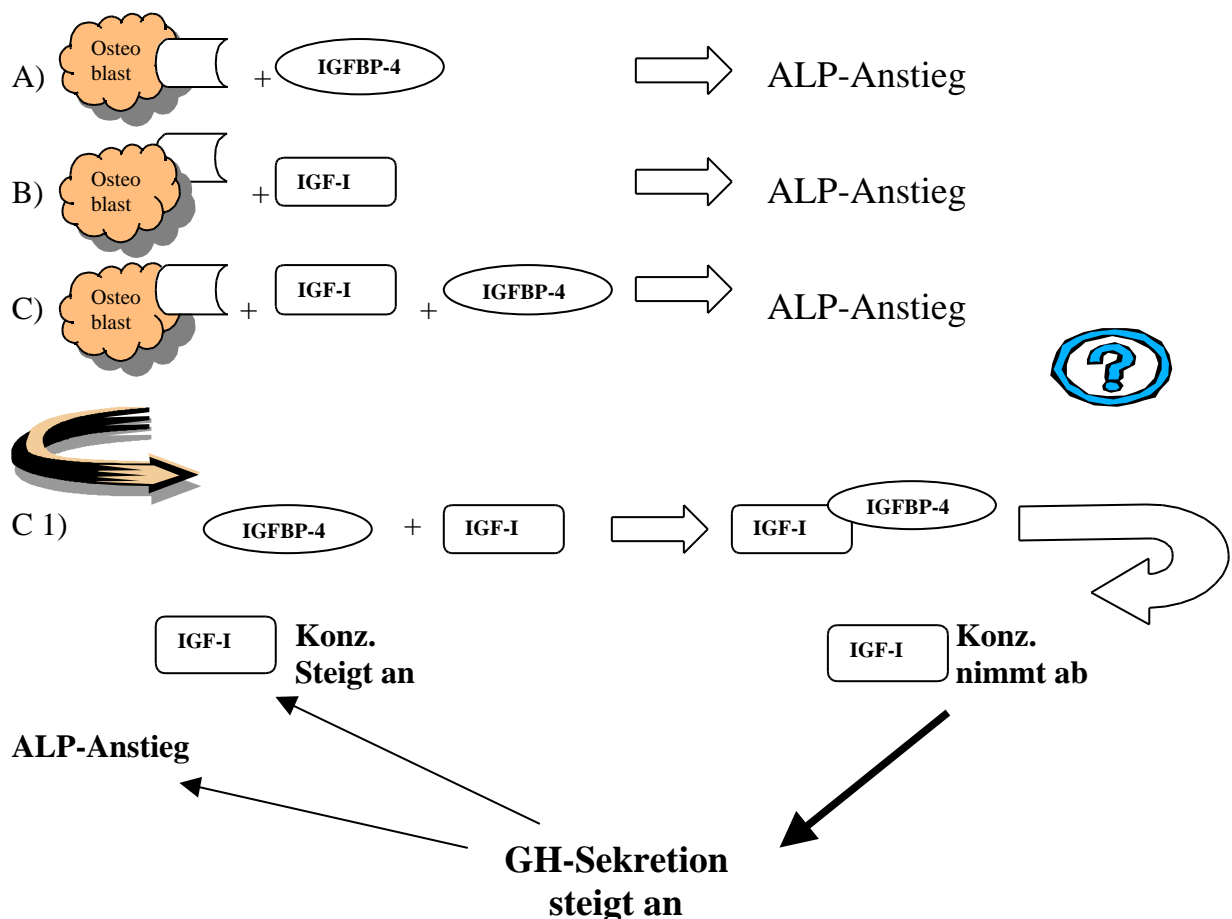 Osteo
blast
A)
+
IGFBP-4
ALP-Anstieg
Osteo
blast
B)
+
IGF-I
ALP-Anstieg
Osteo
blast
C)
+
IGF-I
+
IGFBP-4
ALP-Anstieg
?
C 1)
IGFBP-4
+
IGF-I
IGF-I
IGFBP-4
IGF-I
Konz.
Steigt an
IGF-I
Konz.
nimmt ab
ALP-Anstieg
GH-Sekretion
steigt an